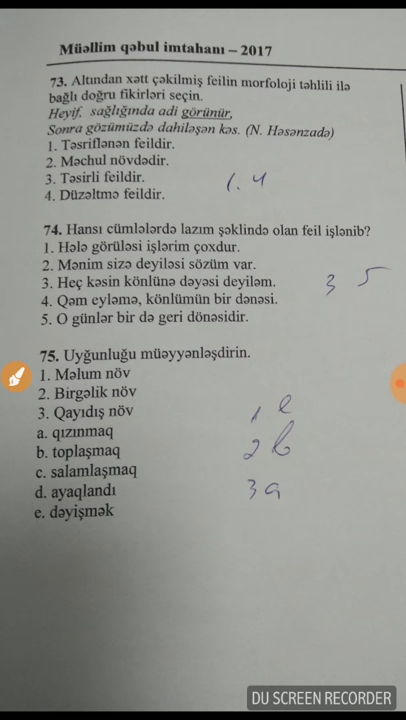 Müəllim qəbul imtahanı – 2017
73. Altından xətt çəkilmiş feilin morfoloji təhlili ilə
bağlı doğru fikirləri seçin.
Heyif, sağlığında adi görünür,
Sonra gözümüzdə dahiləşən kəs. (N. Həsənzadə)
1. Təsriflənən feildir.
2. Məchul növdədir.
3. Təsirli feildir.
4. Düzəltmə feildir.
1. 4
74. Hansı cümlələrdə lazım şəklində olan feil işlənib?
1. Hələ görüləsi işlərim çoxdur.
2. Mənim sizə deyiləsi sözüm var.
3. Heç kəsin könlünə dəyəsi deyiləm.
4. Qəm eyləmə, könlümün bir dənəsi.
5. O günlər bir də geri dönəsidir.
3 5
75. Uyğunluğu müəyyənləşdirin.
1. Məlum növ
2. Birgəlik növ
3. Qayıdış növ
a. qızınmaq
b. toplaşmaq
c. salamlaşmaq
d. ayaqlandı
e. dəyişmək
1 e
2 b
3 a
DU SCREEN RECORDER